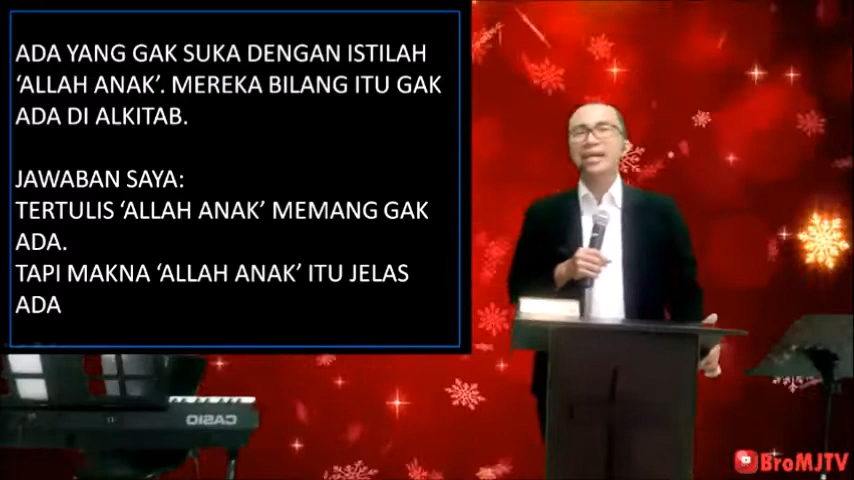 ADA YANG GAK SUKA DENGAN ISTILAH
‘ALLAH ANAK’. MEREKA BILANG ITU GAK
ADA DI ALKITAB.
JAWABAN SAYA:
TERTULIS ‘ALLAH ANAK’ MEMANG GAK
ADA.
TAPI MAKNA ‘ALLAH ANAK’ ITU JELAS
ADA
CASIO
BroMJTV